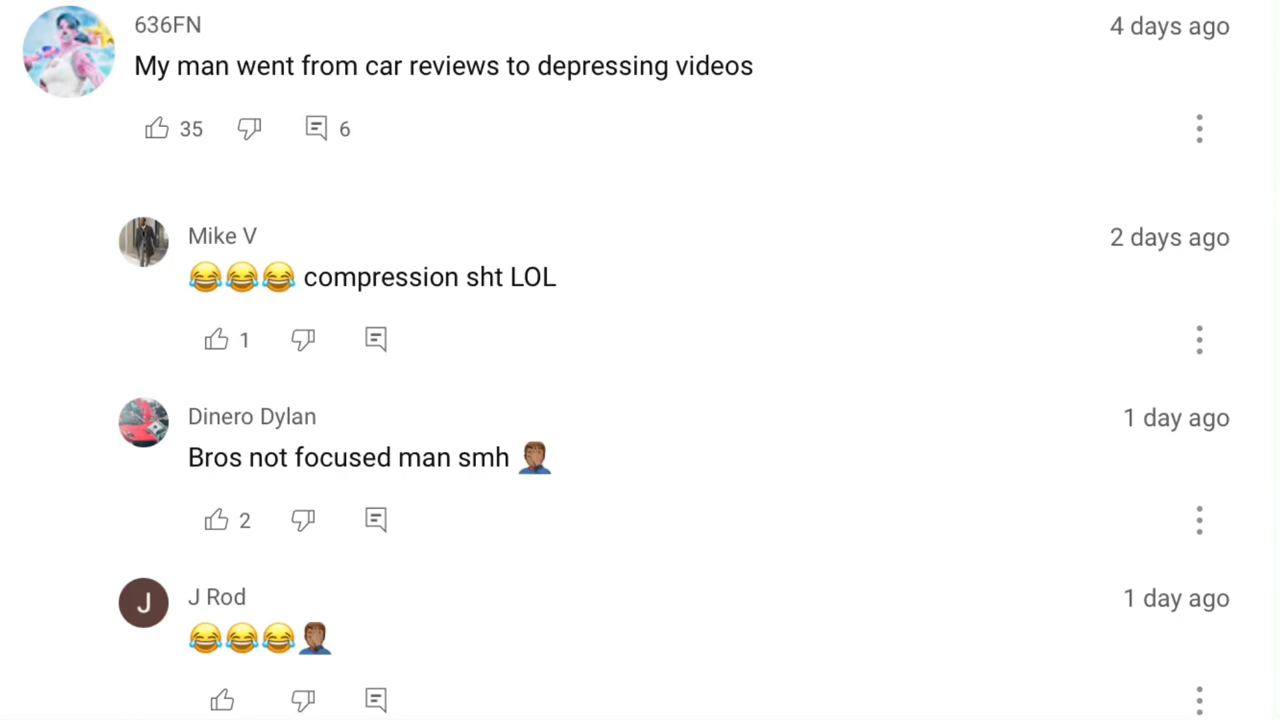 636FN
4 days ago
My man went from car reviews to depressing videos
35
6
Mike V
2 days ago
😂😂😂 compression sht LOL
1
Dinero Dylan
1 day ago
Bros not focused man smh 🤦🏾‍♂️
2
J
J Rod
1 day ago
😂😂😂🤦🏾‍♂️